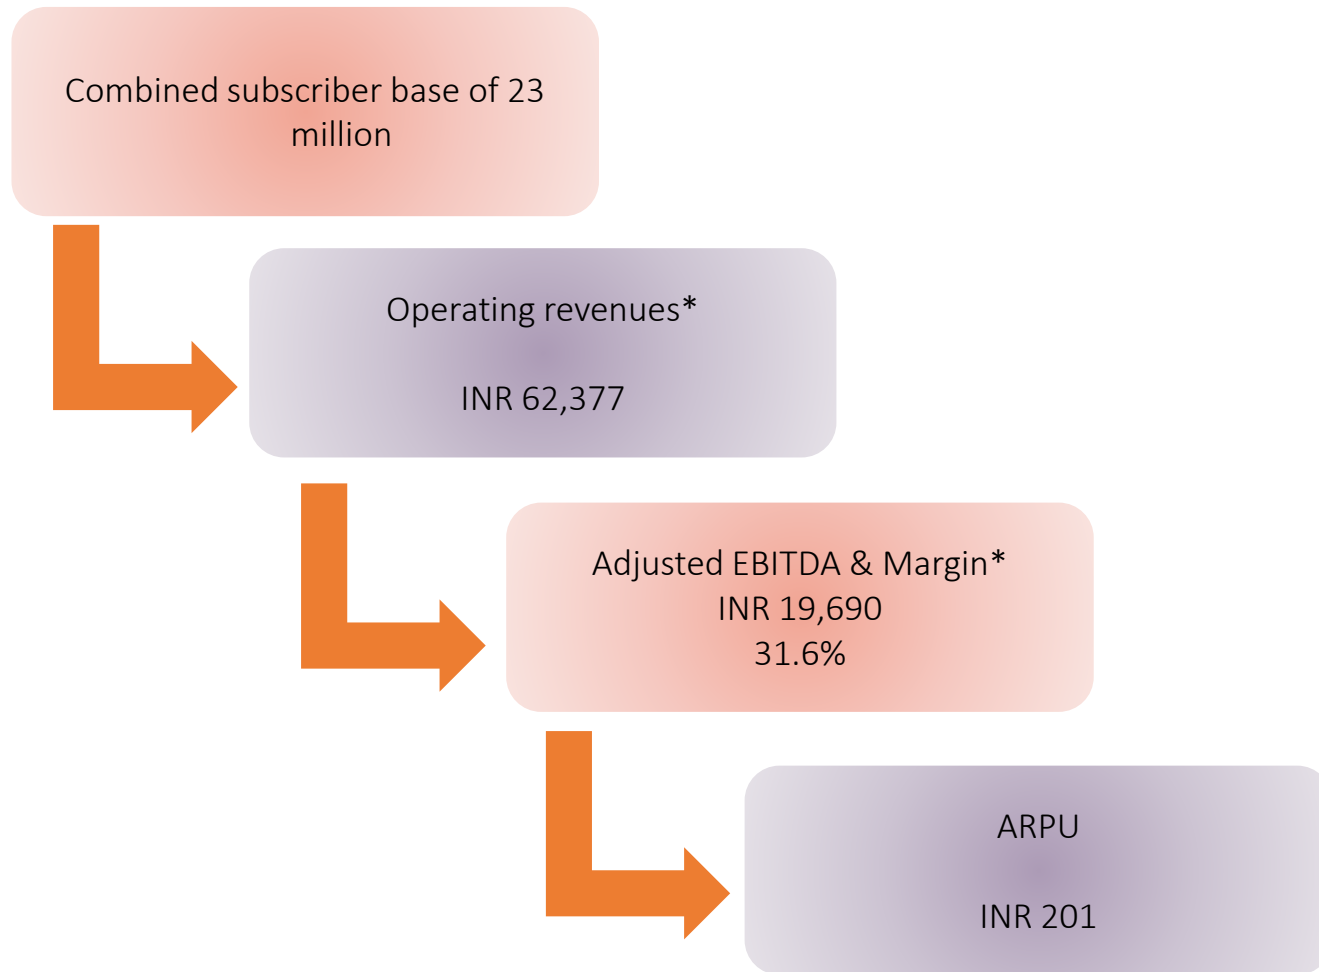 Combined subscriber base of 23
million
Operating revenues*
INR 62,377
Adjusted EBITDA & Margin*
INR 19,690
31.6%
ARPU
INR 201